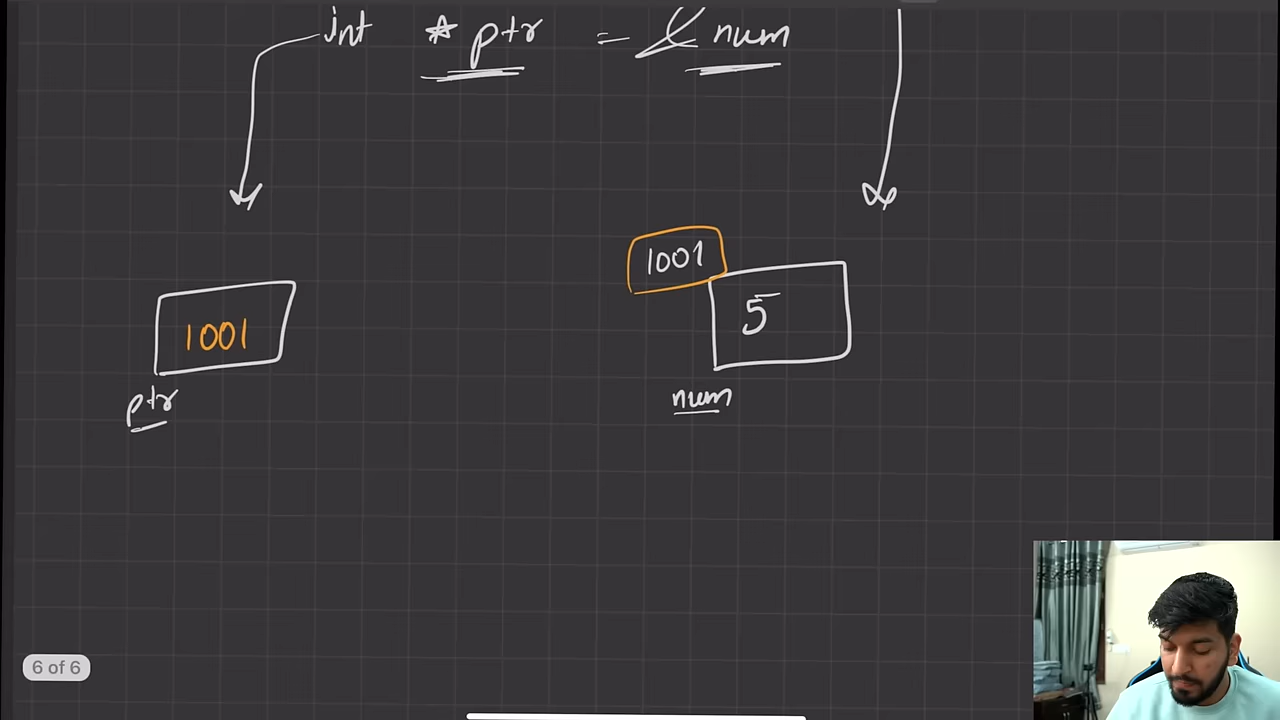 int * ptr = & num
1001
5
1001
ptr
num
6 of 6